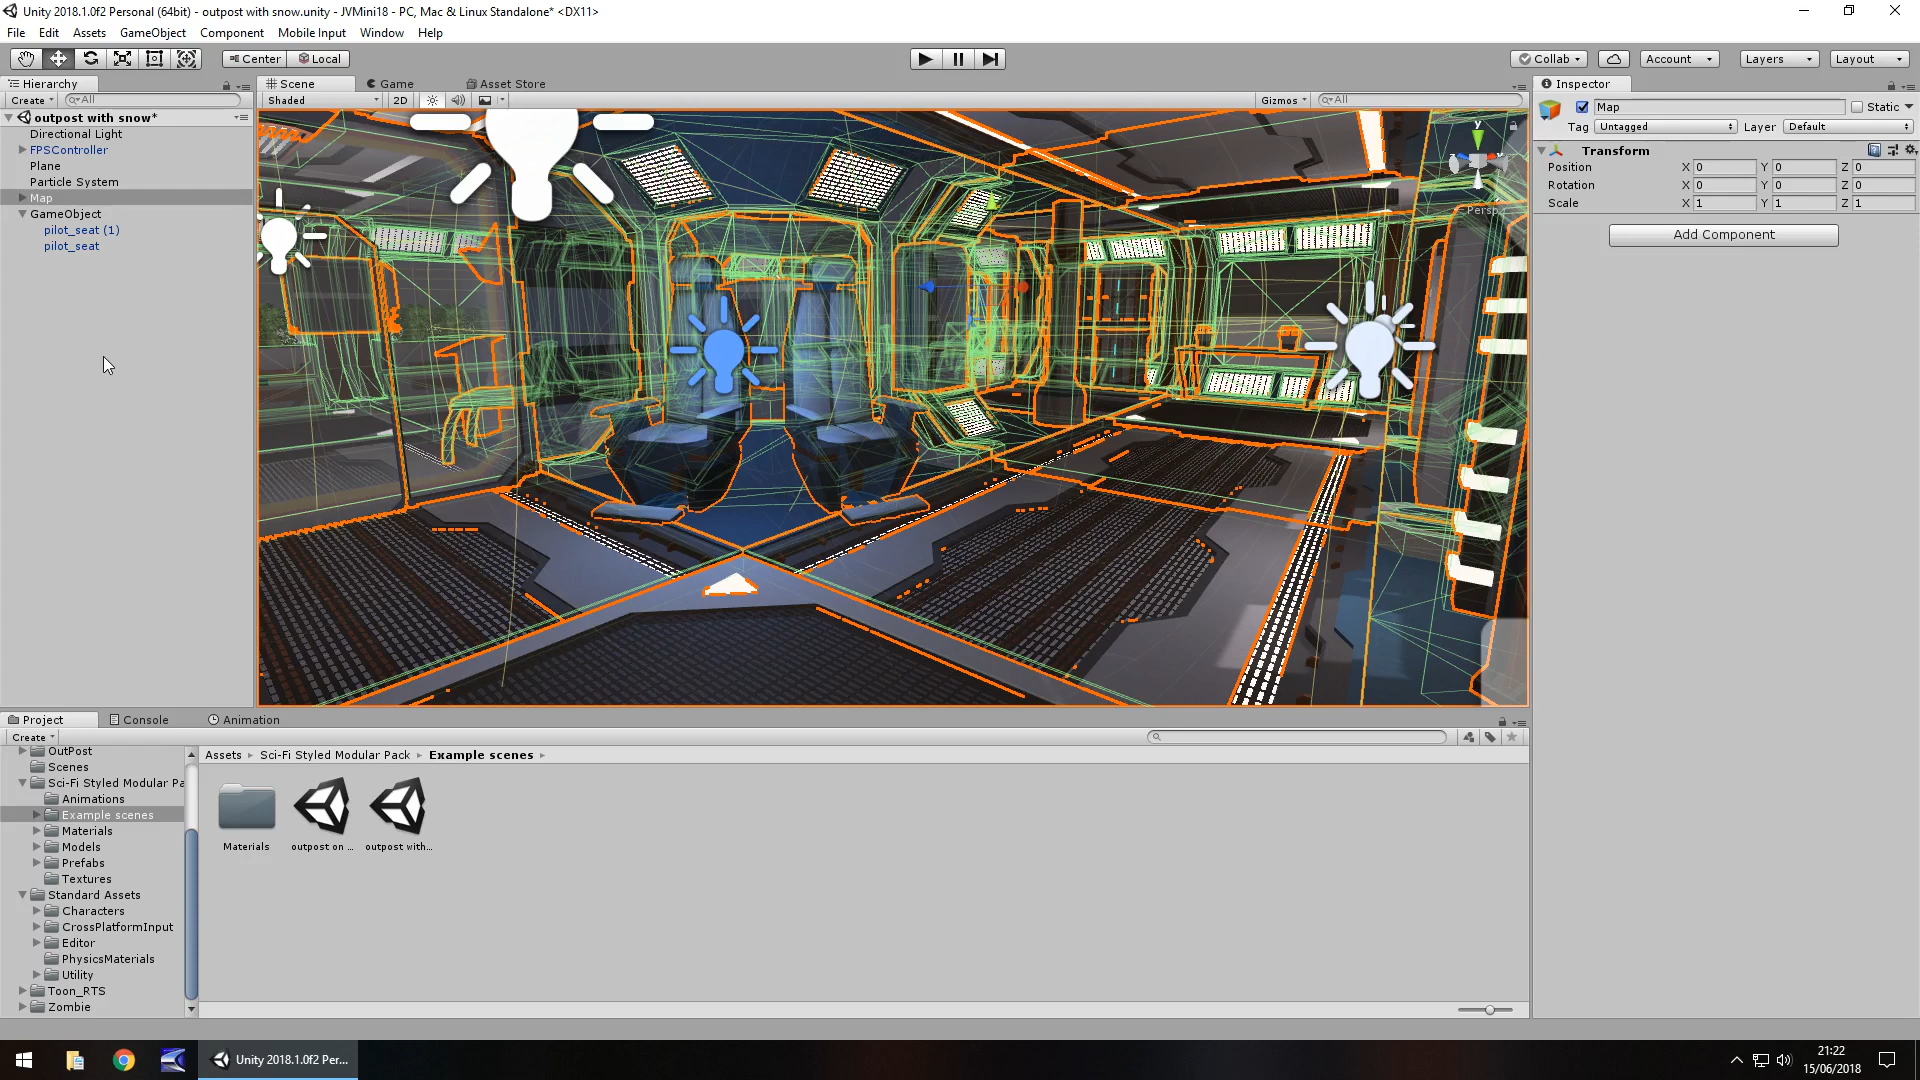 Unity 2018.1.0f2 Personal (64bit) - outpost with snow.unity - JVMini18 - PC, Mac & Linux Standalone* <DX11>
File Edit Assets GameObject Component Mobile Input Window Help
Center Local Collab Account Layers Layout
Hierarchy
Create All
outpost with snow*
Directional Light
FPSController
Plane
Particle System
Map
GameObject
pilot_seat (1)
pilot_seat
Scene Game Asset Store
Shaded 2D Gizmos All
y
Persp
Inspector
Map Static
Tag Untagged Layer Default
Transform
Position X 0 Y 0 Z 0
Rotation X 0 Y 0 Z 0
Scale X 1 Y 1 Z 1
Add Component
Project Console Animation
Create
OutPost
Scenes
Sci-Fi Styled Modular Pa
Animations
Example scenes
Materials
Models
Prefabs
Textures
Standard Assets
Characters
CrossPlatformInput
Editor
PhysicsMaterials
Utility
Toon_RTS
Zombie
Assets Sci-Fi Styled Modular Pack Example scenes
Materials outpost on ... outpost with...
Unity 2018.1.0f2 Per...
21:22
15/06/2018